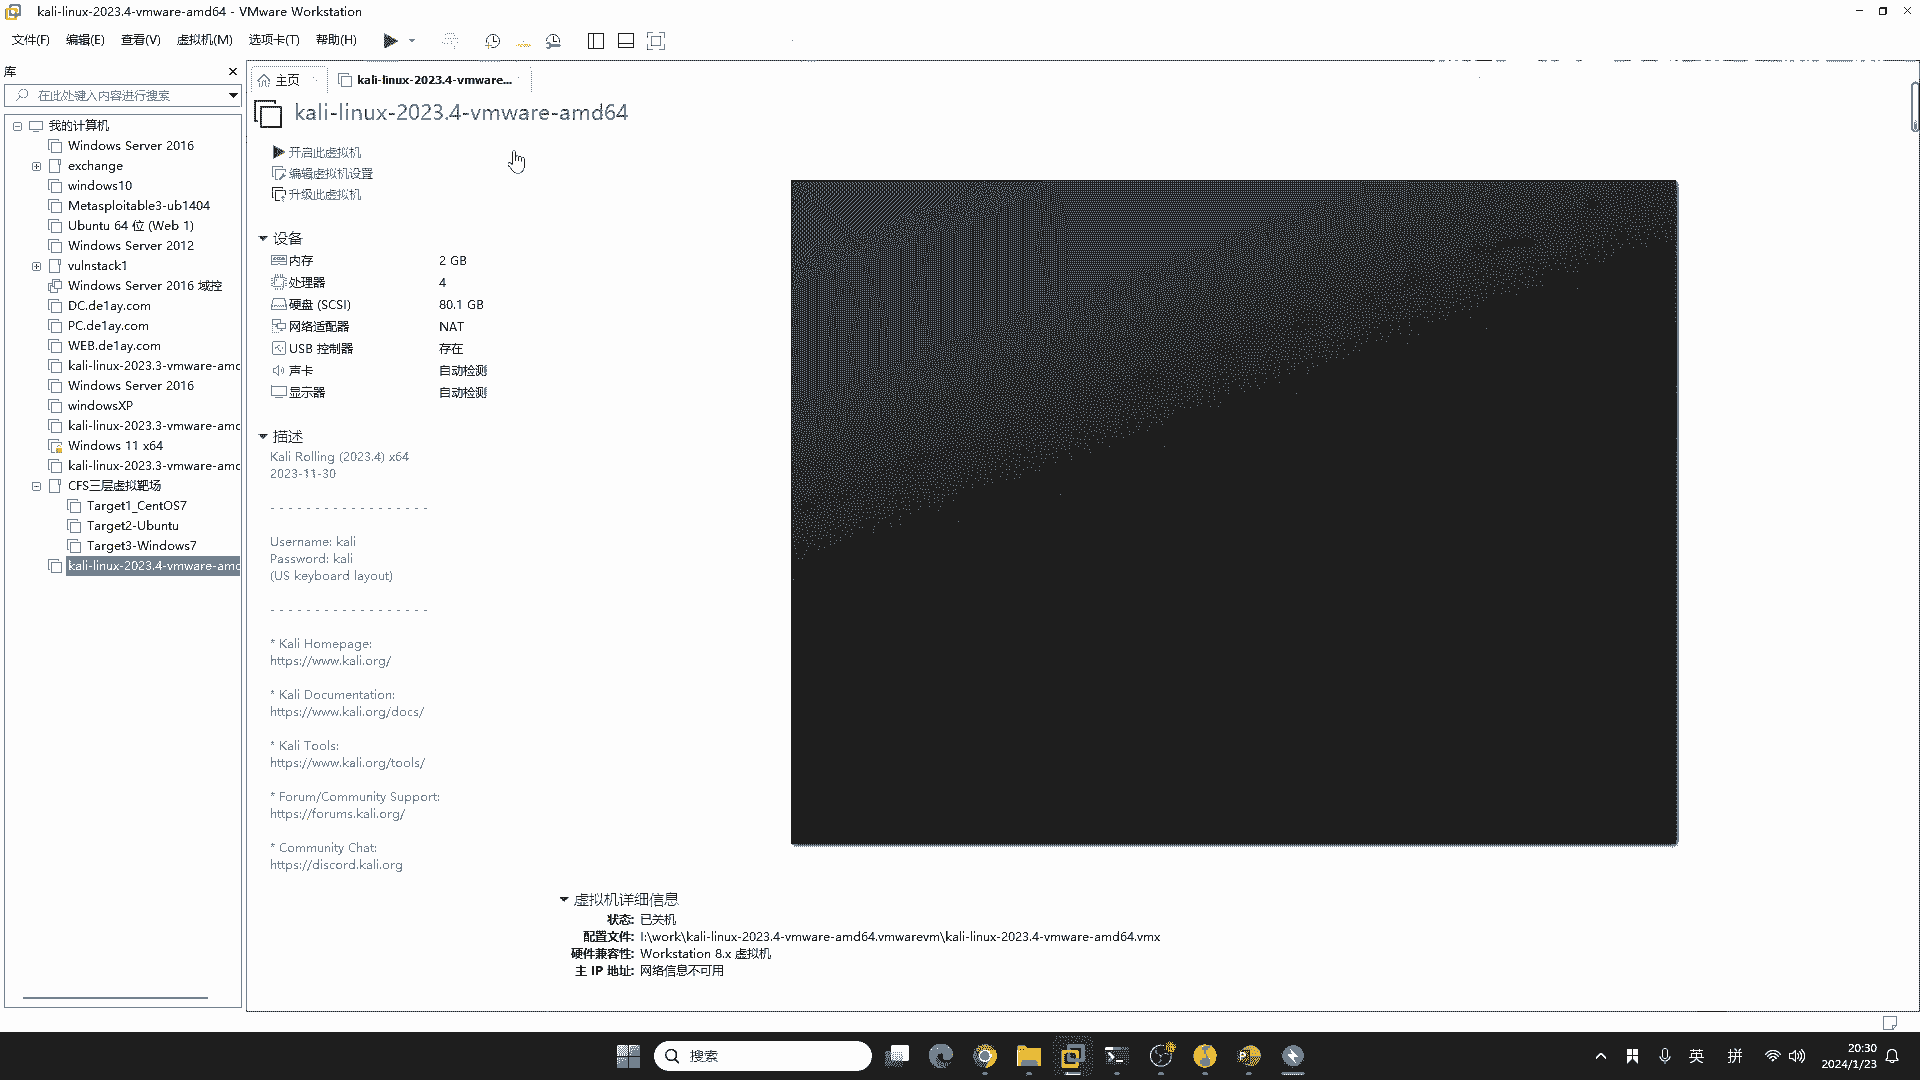 kali-linux-2023.4-vmware-amd64 - VMware Workstation
文件(F) 编辑(E) 查看(V) 虚拟机(M) 选项卡(T) 帮助(H)
库
在此处键入内容进行搜索
我的计算机
Windows Server 2016
exchange
windows10
Metasploitable3-ub1404
Ubuntu 64 位 (Web 1)
Windows Server 2012
vulnstack1
Windows Server 2016 域控
DC.de1ay.com
PC.de1ay.com
WEB.de1ay.com
kali-linux-2023.3-vmware-amd
Windows Server 2016
windowsXP
kali-linux-2023.3-vmware-amd
Windows 11 x64
kali-linux-2023.3-vmware-amd
CFS三层虚拟靶场
Target1_CentOS7
Target2-Ubuntu
Target3-Windows7
kali-linux-2023.4-vmware-amd
主页
kali-linux-2023.4-vmware...
kali-linux-2023.4-vmware-amd64
开启此虚拟机
编辑虚拟机设置
升级此虚拟机
设备
内存 2 GB
处理器 4
硬盘 (SCSI) 80.1 GB
网络适配器 NAT
USB 控制器 存在
声卡 自动检测
显示器 自动检测
描述
Kali Rolling (2023.4) x64
2023-11-30
- - - - - - - - - - - - - - - - - -
Username: kali
Password: kali
(US keyboard layout)
- - - - - - - - - - - - - - - - - -
* Kali Homepage:
https://www.kali.org/
* Kali Documentation:
https://www.kali.org/docs/
* Kali Tools:
https://www.kali.org/tools/
* Forum/Community Support:
https://forums.kali.org/
* Community Chat:
https://discord.kali.org
虚拟机详细信息
状态: 已关机
配置文件: I:\work\kali-linux-2023.4-vmware-amd64.vmwarevm\kali-linux-2023.4-vmware-amd64.vmx
硬件兼容性: Workstation 8.x 虚拟机
主 IP 地址: 网络信息不可用
搜索
英
拼
20:30
2024/1/23